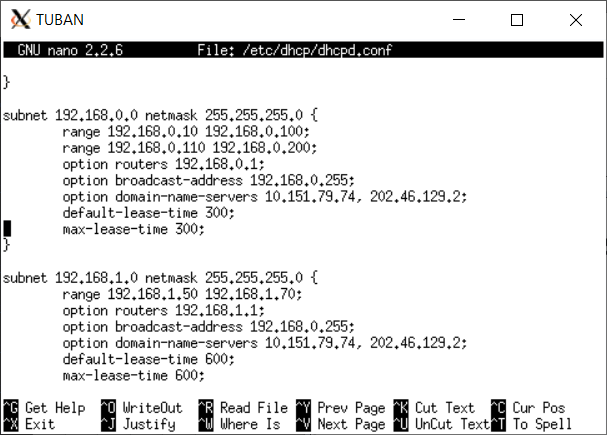 TUBAN
GNU nano 2.2.6 File: /etc/dhcp/dhcpd.conf
}
subnet 192.168.0.0 netmask 255.255.255.0 {
range 192.168.0.10 192.168.0.100;
range 192.168.0.110 192.168.0.200;
option routers 192.168.0.1;
option broadcast-address 192.168.0.255;
option domain-name-servers 10.151.79.74, 202.46.129.2;
default-lease-time 300;
max-lease-time 300;
}
subnet 192.168.1.0 netmask 255.255.255.0 {
range 192.168.1.50 192.168.1.70;
option routers 192.168.1.1;
option broadcast-address 192.168.0.255;
option domain-name-servers 10.151.79.74, 202.46.129.2;
default-lease-time 600;
max-lease-time 600;
^G Get Help ^O WriteOut ^R Read File ^Y Prev Page ^K Cut Text ^C Cur Pos
^X Exit ^J Justify ^W Where Is ^V Next Page ^U UnCut Text ^T To Spell